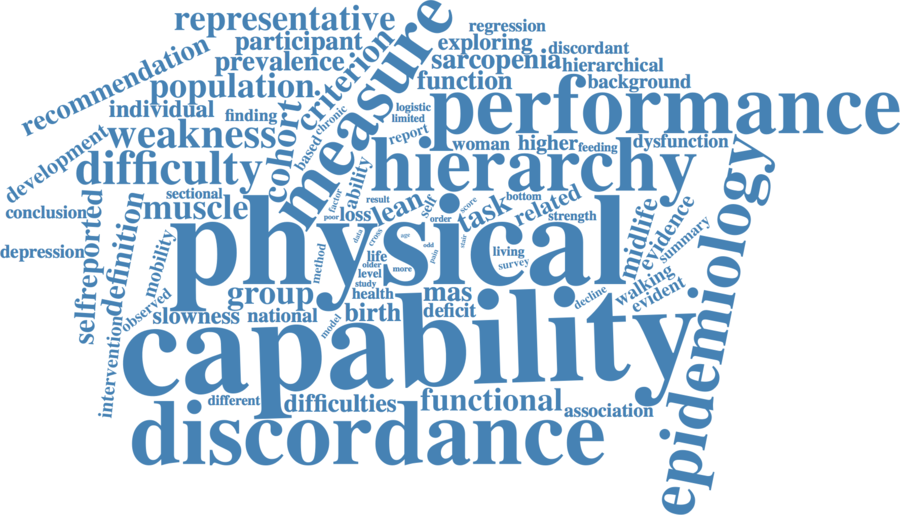 representative
regression
participant
exploring
discordant
recommendation
prevalence
criterion
measure
sarcopenia
hierarchical
population
function
background
individual
finding
cohort
chronic
logistic
limited
performance
development
weakness
based
report
woman
higher
feeding
dysfunction
difficulty
ability
hierarchy
epidemiology
sectional
factor
result
self
score
bottom
conclusion
selfreported
definition
muscle
poor
loss
lean
order
task
related
strength
midlife
evidence
physical
data
cross
age
odd
stair
summary
depression
mobility
method
life
pain
living
survey
older
more
level
walking
study
group
health
mas
decline
evident
observed
slowness
national
model
birth
deficit
intervention
capability
different
difficulties
functional
association
discordance